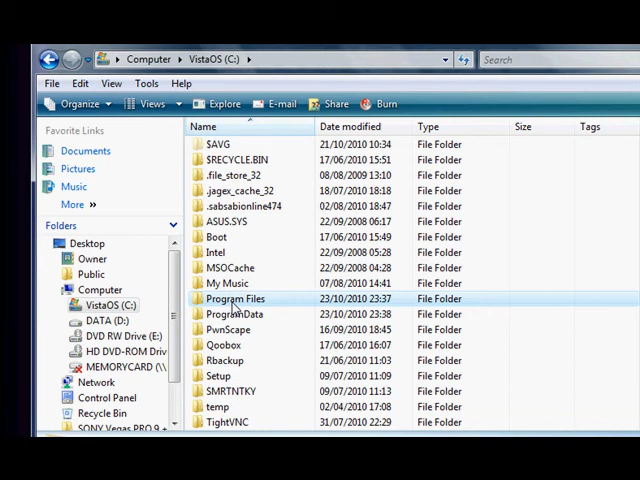 Computer VistaOS (C:) Search
File Edit View Tools Help
Organize Views Explore E-mail Share Burn
Favorite Links
Documents
Pictures
Music
More »
Folders
Desktop
Owner
Public
Computer
VistaOS (C:)
DATA (D:)
DVD RW Drive (E:)
HD DVD-ROM Driv
MEMORYCARD (\\
Network
Control Panel
Recycle Bin
SONY Vegas PRO 9 +
Name Date modified Type Size Tags
$AVG 21/10/2010 10:34 File Folder
$RECYCLE.BIN 17/06/2010 15:51 File Folder
.file_store_32 08/08/2009 13:10 File Folder
.jagex_cache_32 18/07/2010 18:18 File Folder
.sabsabionline474 02/08/2010 18:47 File Folder
ASUS.SYS 22/09/2008 06:17 File Folder
Boot 17/06/2010 15:49 File Folder
Intel 22/09/2008 05:28 File Folder
MSOCache 22/09/2008 04:28 File Folder
My Music 07/08/2010 14:41 File Folder
Program Files 23/10/2010 23:37 File Folder
ProgramData 23/10/2010 23:38 File Folder
PwnScape 16/09/2010 18:45 File Folder
Qoobox 17/06/2010 16:07 File Folder
Rbackup 21/06/2010 11:03 File Folder
Setup 09/07/2010 11:09 File Folder
SMRTNTKY 09/07/2010 11:13 File Folder
temp 02/04/2010 17:08 File Folder
TightVNC 31/07/2010 22:29 File Folder